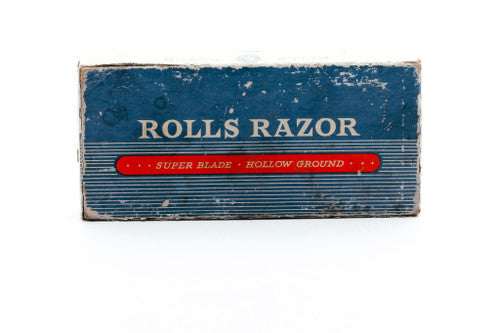 ROLLS RAZOR
· · · SUPER BLADE · HOLLOW GROUND · · ·